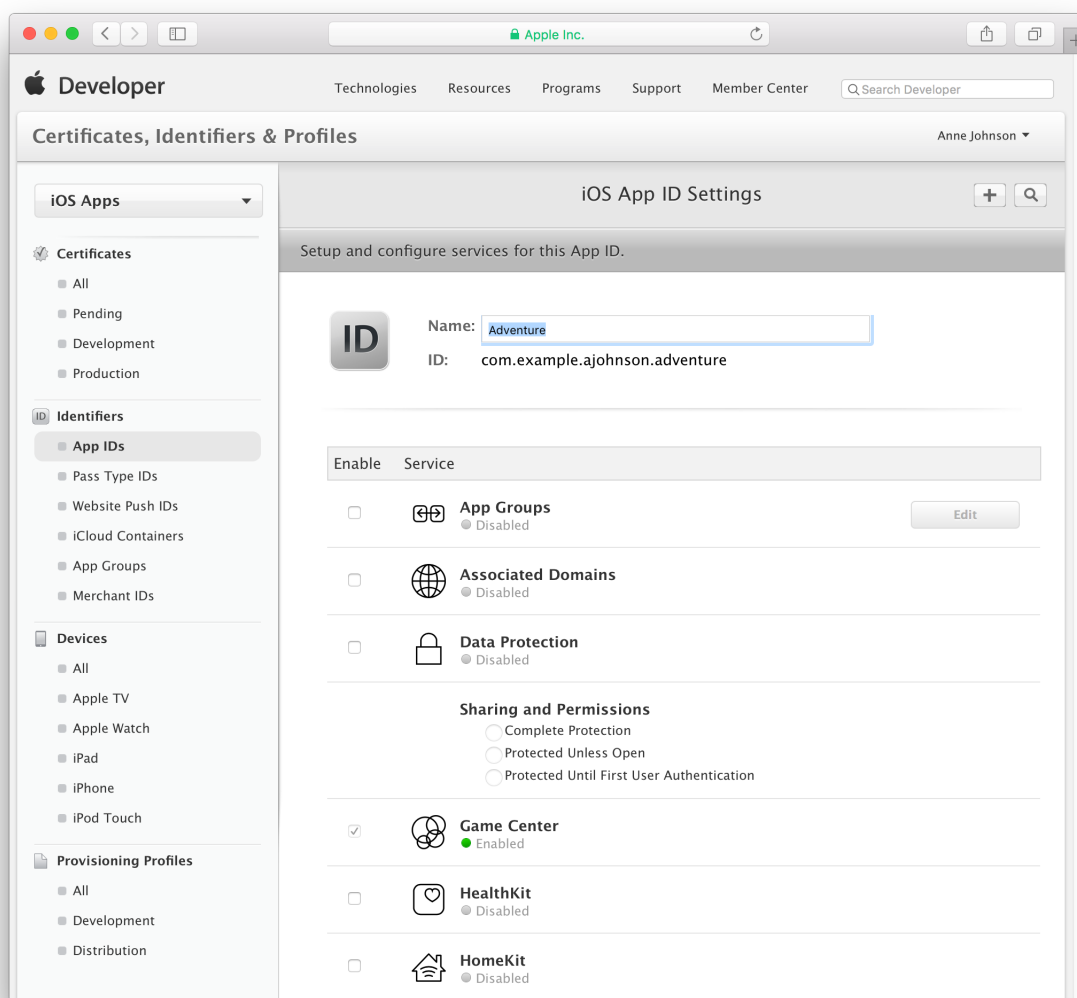 Apple Inc.
Developer
Technologies Resources Programs Support Member Center Search Developer
Certificates, Identifiers & Profiles
Anne Johnson
iOS Apps
Certificates
All
Pending
Development
Production
ID Identifiers
App IDs
Pass Type IDs
Website Push IDs
iCloud Containers
App Groups
Merchant IDs
Devices
All
Apple TV
Apple Watch
iPad
iPhone
iPod Touch
Provisioning Profiles
All
Development
Distribution
iOS App ID Settings
Setup and configure services for this App ID.
ID
Name: Adventure
ID: com.example.ajohnson.adventure
Enable Service
App Groups
Disabled
Edit
Associated Domains
Disabled
Data Protection
Disabled
Sharing and Permissions
Complete Protection
Protected Unless Open
Protected Until First User Authentication
Game Center
Enabled
HealthKit
Disabled
HomeKit
Disabled